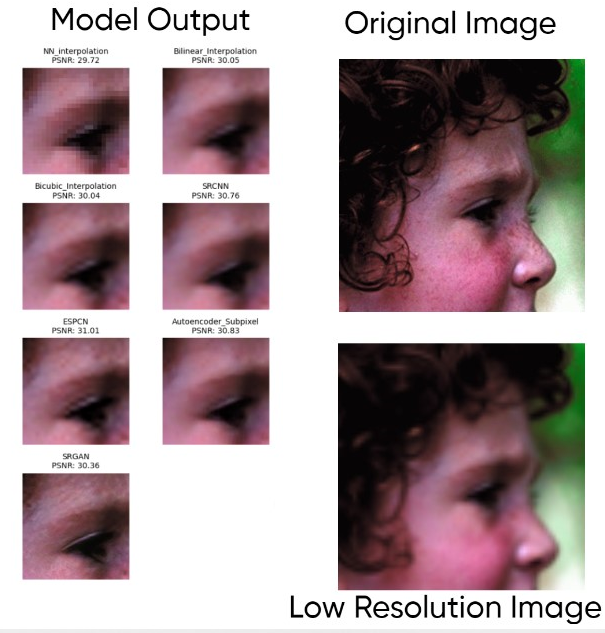 Model Output
Original Image
NN_interpolation
PSNR: 29.72
Bilinear_Interpolation
PSNR: 30.05
Bicubic_Interpolation
PSNR: 30.04
SRCNN
PSNR: 30.76
ESPCN
PSNR: 31.01
Autoencoder_Subpixel
PSNR: 30.83
SRGAN
PSNR: 30.36
Low Resolution Image